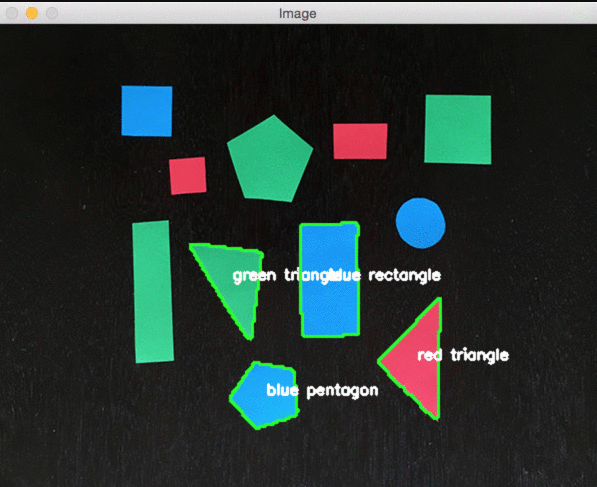 Image
green triangle
blue rectangle
red triangle
blue pentagon